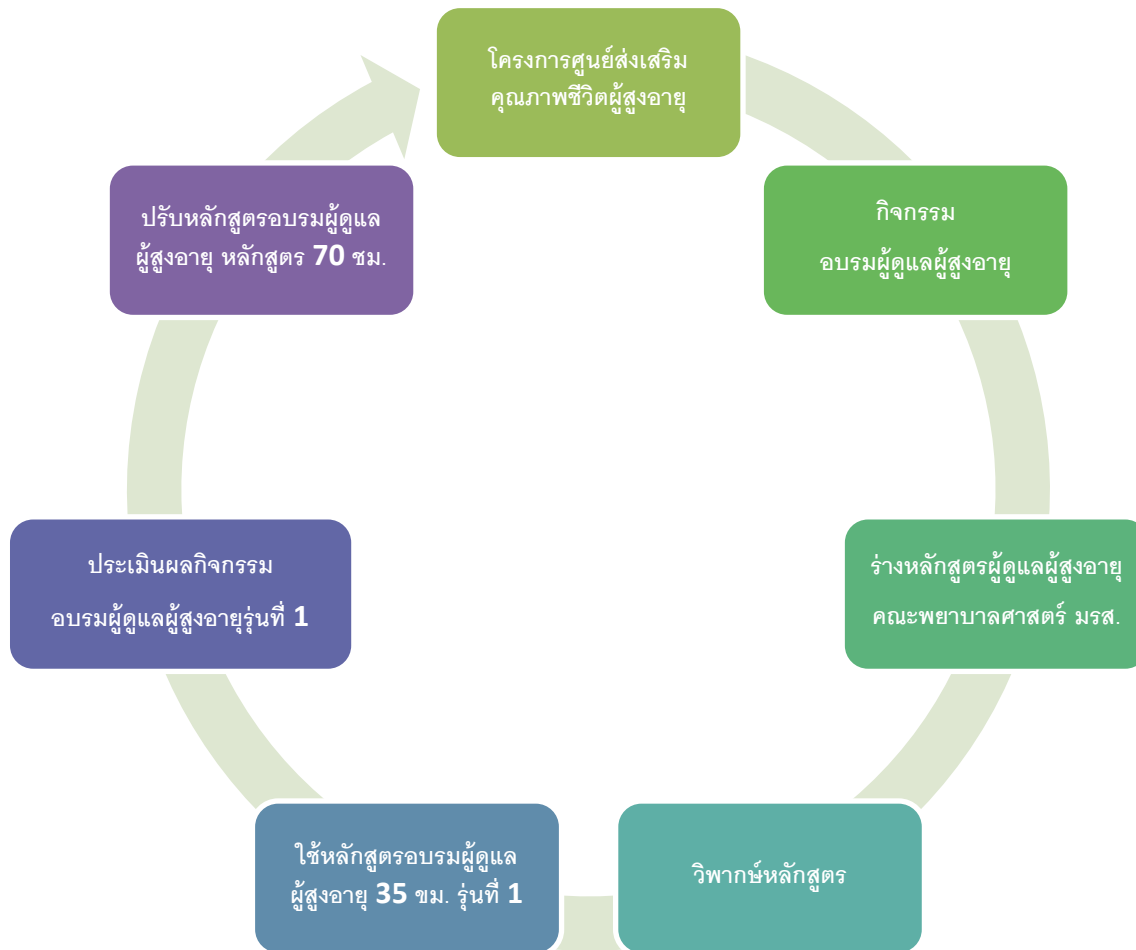 โครงการศูนย์ส่งเสริม
คุณภาพชีวิตผู้สูงอายุ
กิจกรรม
อบรมผู้ดูแลผู้สูงอายุ
ร่างหลักสูตรผู้ดูแลผู้สูงอายุ
คณะพยาบาลศาสตร์ มรส.
วิพากษ์หลักสูตร
ใช้หลักสูตรอบรมผู้ดูแล
ผู้สูงอายุ 35 ขม. รุ่นที่ 1
ประเมินผลกิจกรรม
อบรมผู้ดูแลผู้สูงอายุรุ่นที่ 1
ปรับหลักสูตรอบรมผู้ดูแล
ผู้สูงอายุ หลักสูตร 70 ชม.